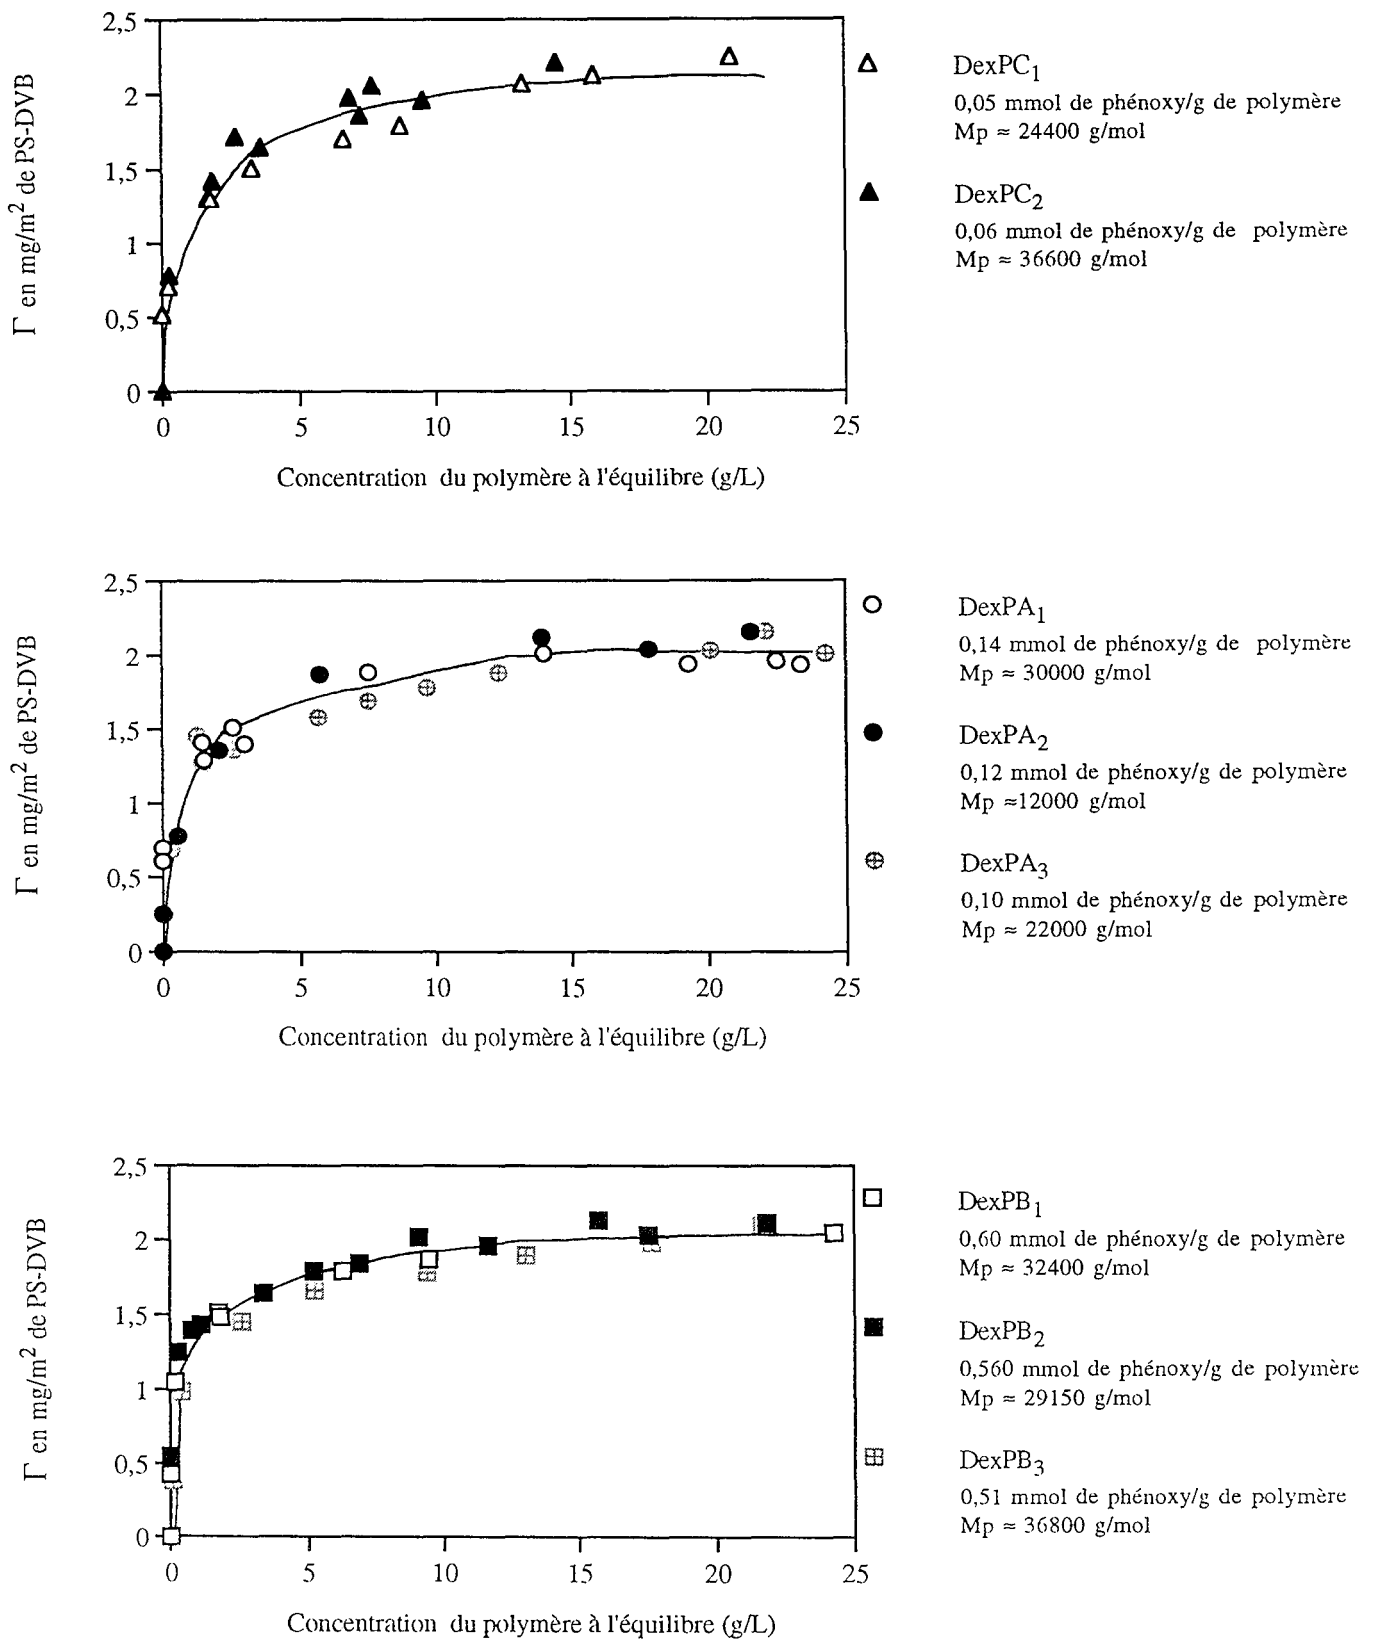 2,5
2
1,5
1
0,5
0
Γ en mg/m² de PS-DVB
0 5 10 15 20 25
Concentration du polymère à l'équilibre (g/L)
DexPC1
0,05 mmol de phénoxy/g de polymère
Mp ≈ 24400 g/mol
DexPC2
0,06 mmol de phénoxy/g de polymère
Mp ≈ 36600 g/mol
2,5
2
1,5
1
0,5
0
Γ en mg/m² de PS-DVB
0 5 10 15 20 25
Concentration du polymère à l'équilibre (g/L)
DexPA1
0,14 mmol de phénoxy/g de polymère
Mp ≈ 30000 g/mol
DexPA2
0,12 mmol de phénoxy/g de polymère
Mp ≈12000 g/mol
DexPA3
0,10 mmol de phénoxy/g de polymère
Mp ≈ 22000 g/mol
2,5
2
1,5
1
0,5
0
Γ en mg/m² de PS-DVB
0 5 10 15 20 25
Concentration du polymère à l'équilibre (g/L)
DexPB1
0,60 mmol de phénoxy/g de polymère
Mp ≈ 32400 g/mol
DexPB2
0,560 mmol de phénoxy/g de polymère
Mp ≈ 29150 g/mol
DexPB3
0,51 mmol de phénoxy/g de polymère
Mp ≈ 36800 g/mol